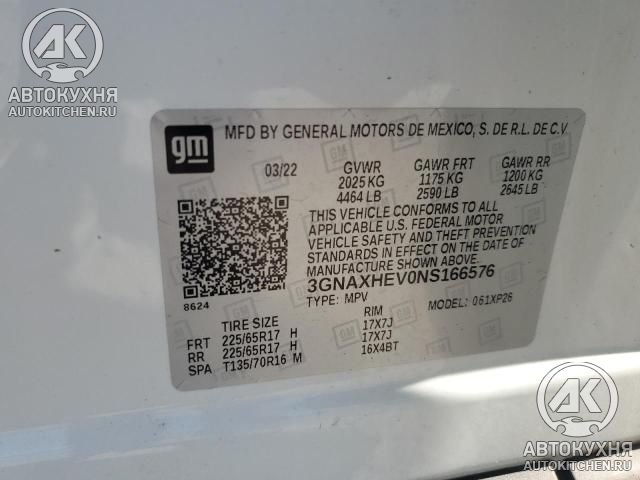 AK
АВТОКУХНЯ
AUTOKITCHEN.RU
gm
MFD BY GENERAL MOTORS DE MEXICO, S. DE R.L. DE C.V
03/22
GVWR GAWR FRT GAWR RR
2025 KG 1175 KG 1200 KG
4464 LB 2590 LB 2645 LB
THIS VEHICLE CONFORMS TO ALL
APPLICABLE U.S. FEDERAL MOTOR
VEHICLE SAFETY AND THEFT PREVENTION
STANDARDS IN EFFECT ON THE DATE OF
MANUFACTURE SHOWN ABOVE.
3GNAXHEV0NS166576
TYPE: MPV MODEL: 061XP26
8624
TIRE SIZE RIM
FRT 225/65R17 H 17X7J
RR 225/65R17 H 17X7J
SPA T135/70R16 M 16X4BT
AK
АВТОКУХНЯ
AUTOKITCHEN.RU